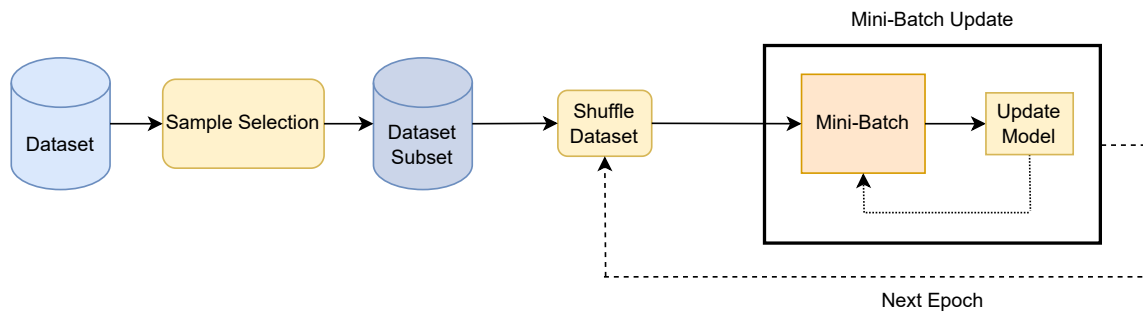 Mini-Batch Update
Dataset
Sample Selection
Dataset
Subset
Shuffle
Dataset
Mini-Batch
Update
Model
Next Epoch